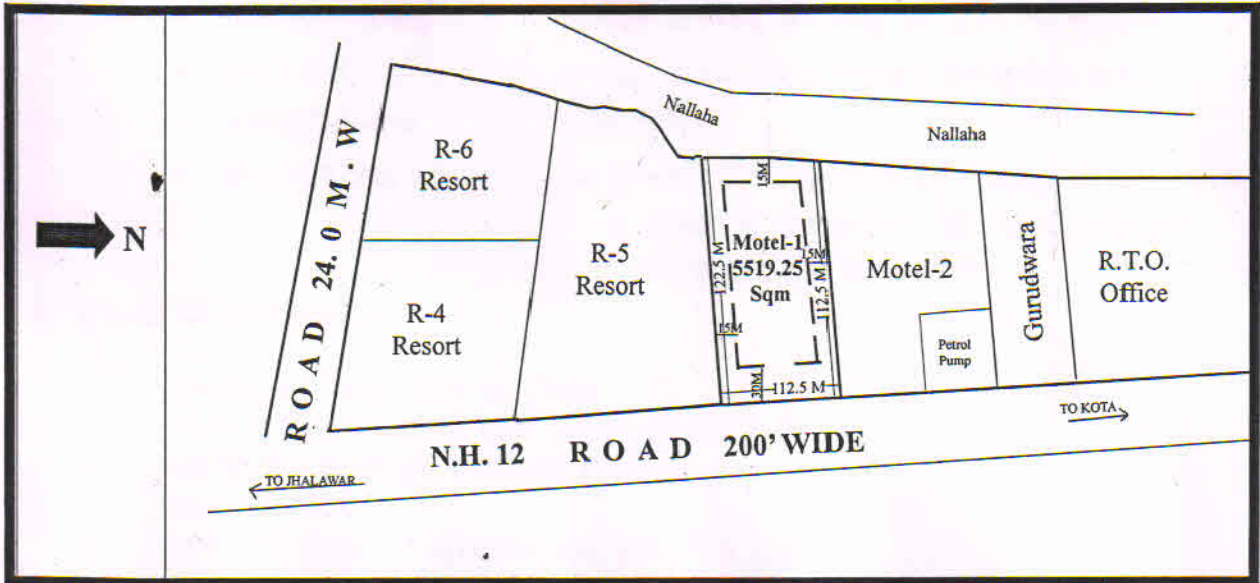 N
ROAD 24.0 M.W
R-6
Resort
R-4
Resort
R-5
Resort
Nallaha
Nallaha
15M
Motel-1
5519.25
Sqm
122.5 M
15M
15M
112.5 M
30M
112.5 M
Motel-2
Petrol
Pump
Gurudwara
R.T.O.
Office
N.H. 12 ROAD 200' WIDE
TO JHALAWAR
TO KOTA